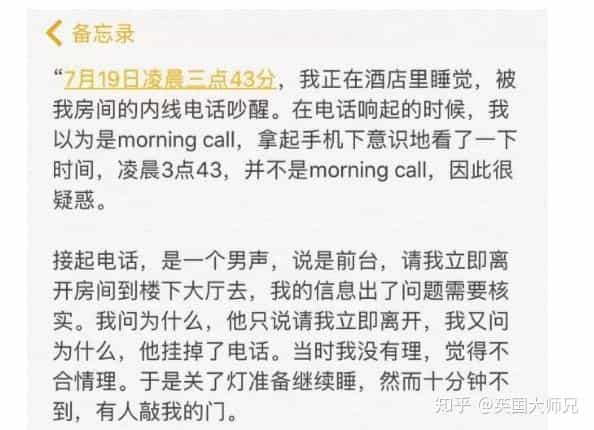 备忘录
“7月19日凌晨三点43分，我正在酒店里睡觉，被
我房间的内线电话吵醒。在电话响起的时候，我
以为是morning call，拿起手机下意识地看了一下
时间，凌晨3点43，并不是morning call，因此很
疑惑。
接起电话，是一个男声，说是前台，请我立即离
开房间到楼下大厅去，我的信息出了问题需要核
实。我问为什么，他只说请我立即离开，我又问
为什么，他挂掉了电话。当时我没有理，觉得不
合情理。于是关了灯准备继续睡，然而十分钟不
到，有人敲我的门。
知乎 @英国大师兄